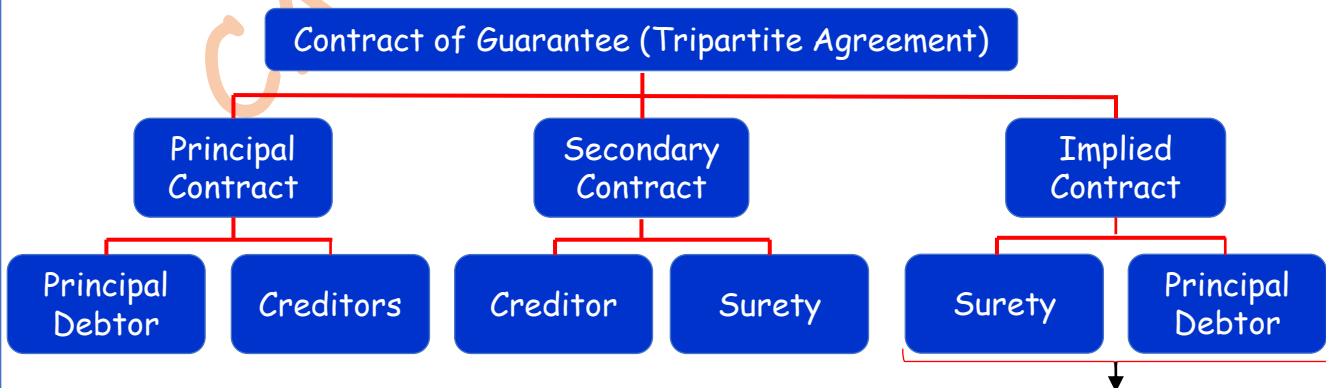 Contract of Guarantee (Tripartite Agreement)
Principal
Contract
Secondary
Contract
Implied
Contract
Principal
Debtor
Creditors
Creditor
Surety
Surety
Principal
Debtor